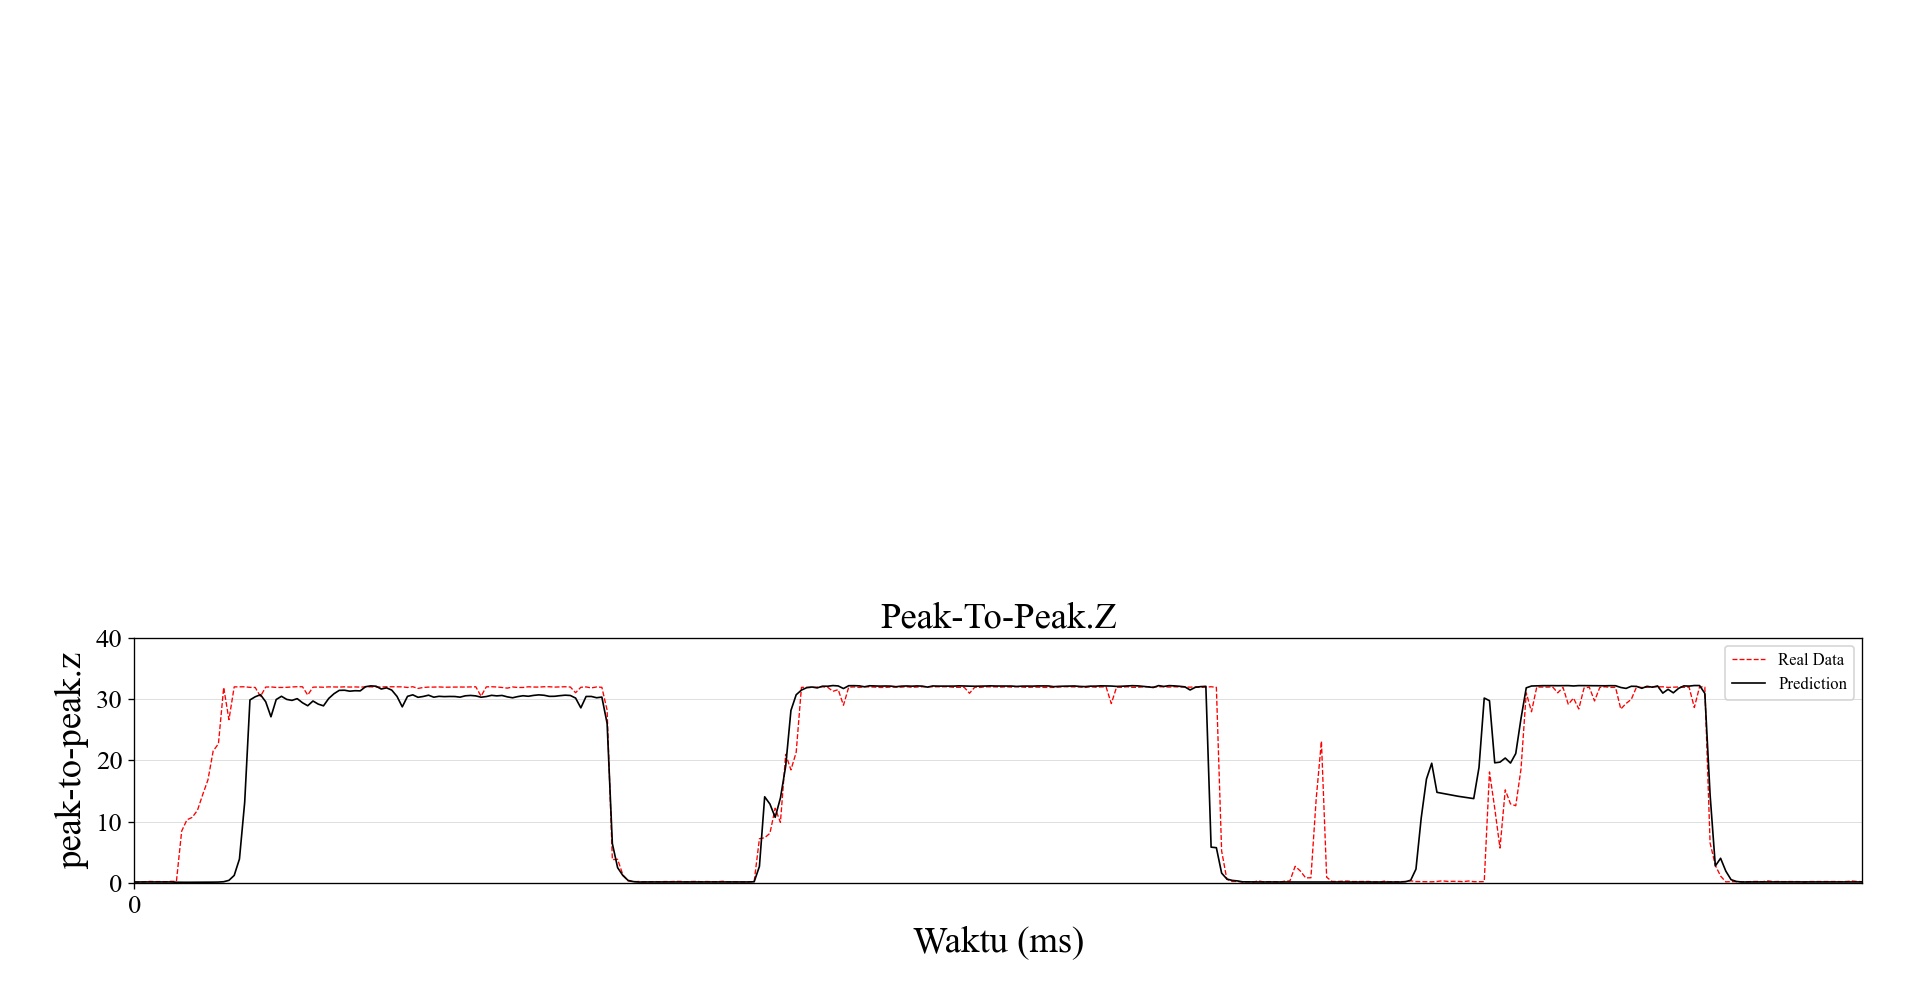 Peak-To-Peak.Z
peak-to-peak.z
40
30
20
10
0
0
Waktu (ms)
Real Data
Prediction